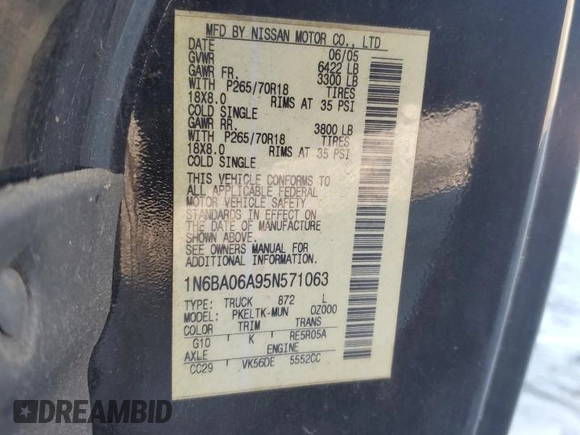 MFD BY NISSAN MOTOR CO., LTD
DATE 06/05
GVWR 6422 LB
GAWR FR. 3300 LB
WITH P265/70R18 TIRES
18X8.0 RIMS AT 35 PSI
COLD SINGLE
GAWR RR. 3800 LB
WITH P265/70R18 TIRES
18X8.0 RIMS AT 35 PSI
COLD SINGLE
THIS VEHICLE CONFORMS TO
ALL APPLICABLE FEDERAL
MOTOR VEHICLE SAFETY
STANDARDS IN EFFECT ON
THE DATE OF MANUFACTURE
SHOWN ABOVE.
SEE OWNERS MANUAL FOR
ADDITIONAL INFORMATION.
1N6BA06A95N571063
TYPE: TRUCK 872 L
MODEL: PKELTK-MUN OZ000
COLOR TRIM TRANS
G10 K RE5R05A
AXLE ENGINE
CC29 VK56DE 5552CC
DREAMBID